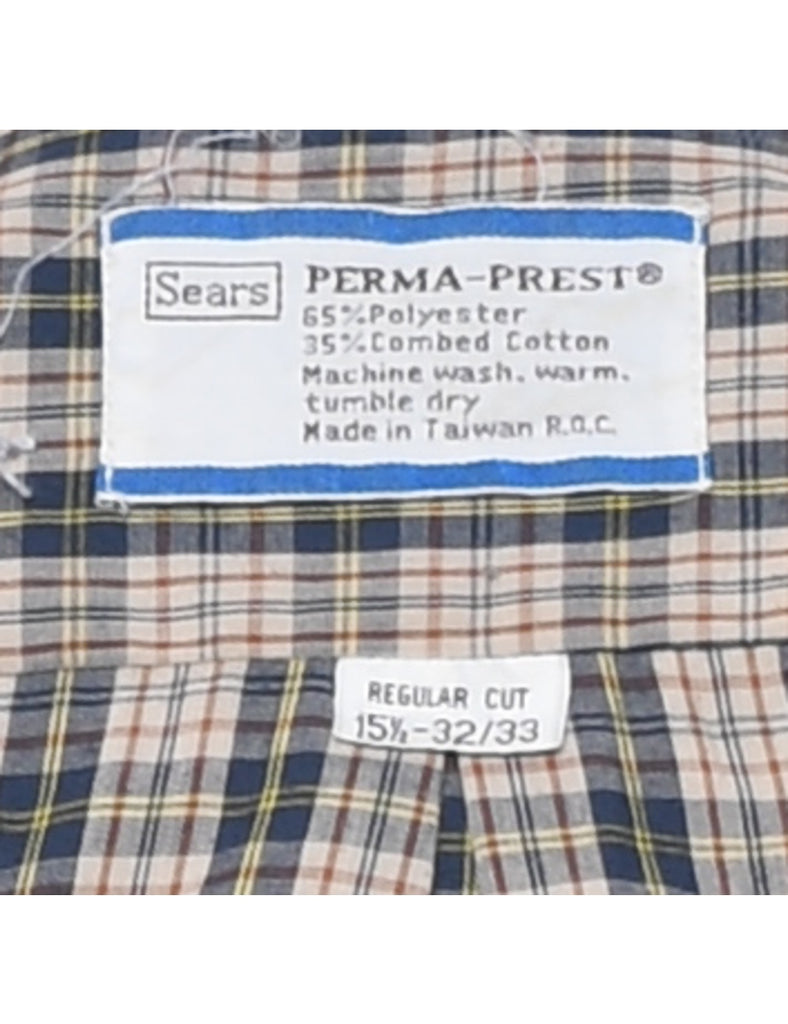 Sears
PERMA-PREST®
65%Polyester
35%Combed Cotton
Machine wash. warm.
tumble dry
Made in Taiwan R.O.C.
REGULAR CUT
15½-32/33